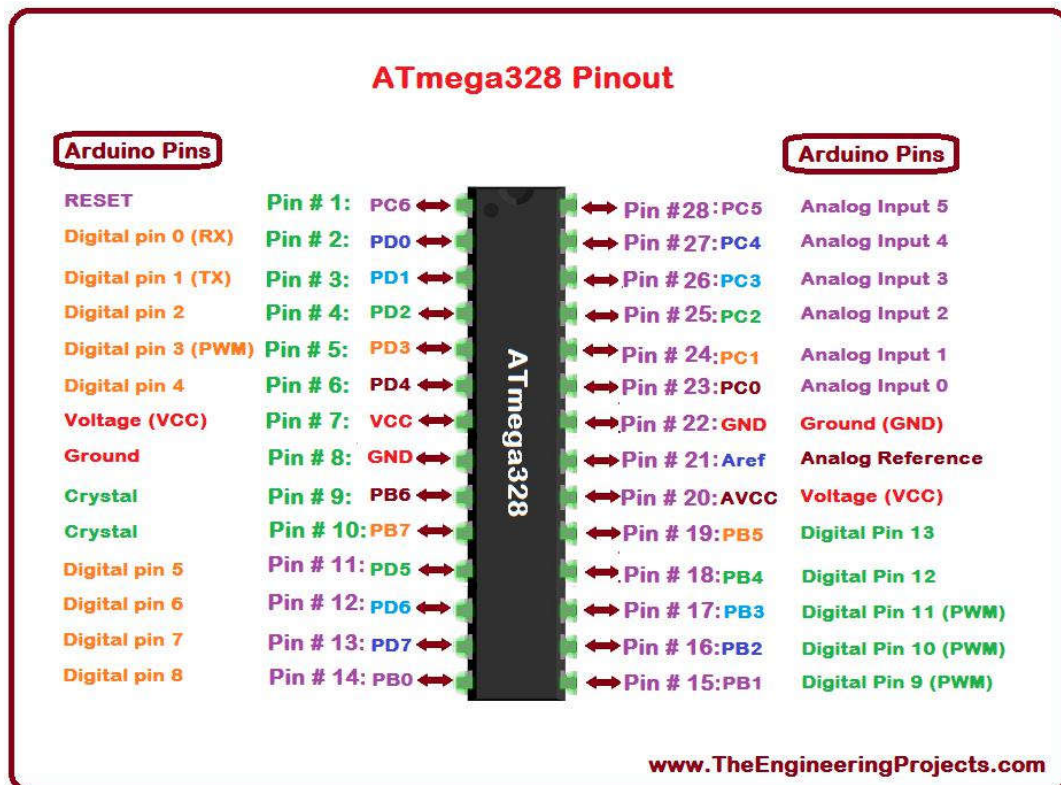 ATmega328 Pinout
Arduino Pins
Arduino Pins
RESET Pin # 1: PC6 Pin #28:PC5 Analog Input 5
Digital pin 0 (RX) Pin # 2: PD0 Pin #27:PC4 Analog Input 4
Digital pin 1 (TX) Pin # 3: PD1 Pin #26:PC3 Analog Input 3
Digital pin 2 Pin # 4: PD2 Pin # 25:PC2 Analog Input 2
Digital pin 3 (PWM) Pin # 5: PD3 Pin # 24:PC1 Analog Input 1
Digital pin 4 Pin # 6: PD4 Pin # 23:PC0 Analog Input 0
Voltage (VCC) Pin # 7: VCC Pin # 22:GND Ground (GND)
Ground Pin # 8: GND Pin # 21:Aref Analog Reference
Crystal Pin # 9: PB6 Pin # 20:AVCC Voltage (VCC)
Crystal Pin # 10:PB7 Pin # 19:PB5 Digital Pin 13
Digital pin 5 Pin # 11: PD5 Pin # 18:PB4 Digital Pin 12
Digital pin 6 Pin # 12: PD6 Pin # 17:PB3 Digital Pin 11 (PWM)
Digital pin 7 Pin # 13: PD7 Pin # 16:PB2 Digital Pin 10 (PWM)
Digital pin 8 Pin # 14: PB0 Pin # 15:PB1 Digital Pin 9 (PWM)
ATmega328
www.TheEngineeringProjects.com